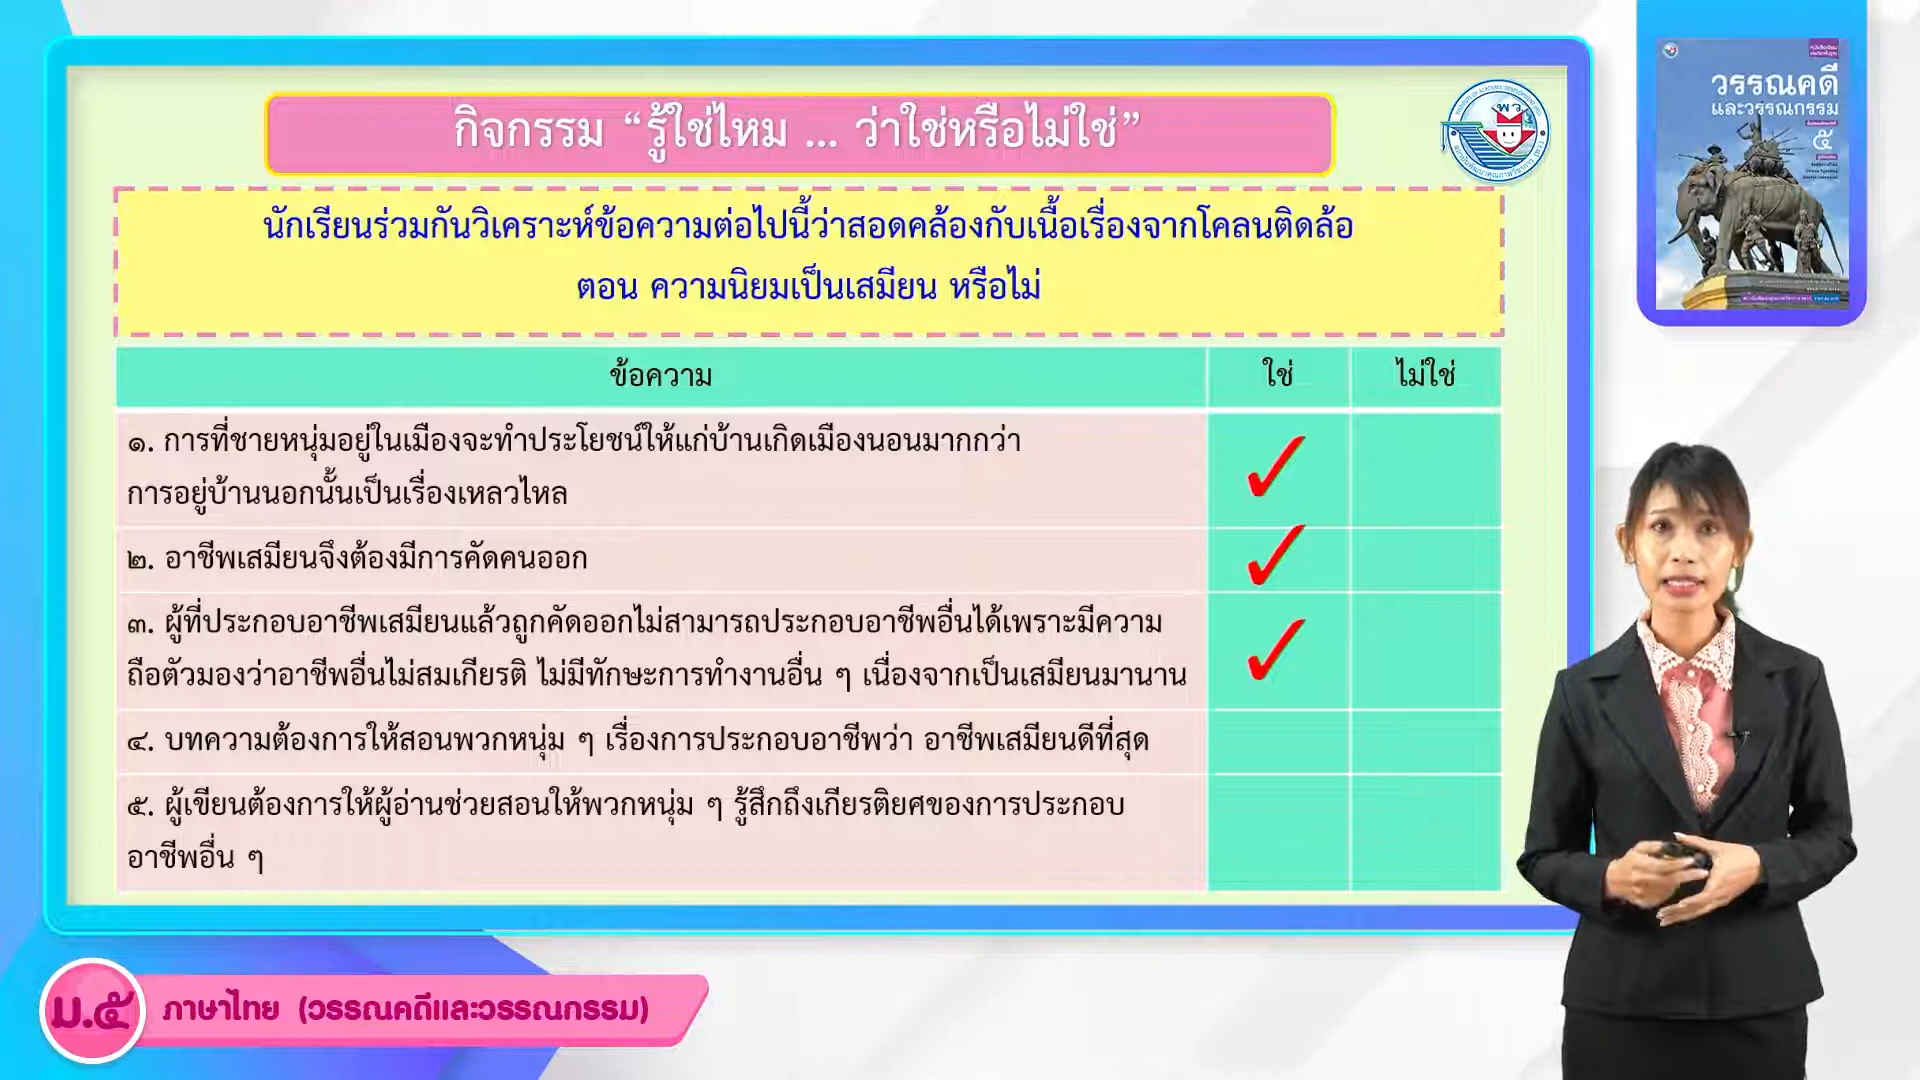 กิจกรรม “รู้ใช่ไหม ... ว่าใช่หรือไม่ใช่”
นักเรียนร่วมกันวิเคราะห์ข้อความต่อไปนี้ว่าสอดคล้องกับเนื้อเรื่องจากโคลนติดล้อ
ตอน ความนิยมเป็นเสมียน หรือไม่
ข้อความ ใช่ ไม่ใช่
๑. การที่ชายหนุ่มอยู่ในเมืองจะทำประโยชน์ให้แก่บ้านเกิดเมืองนอนมากกว่า
การอยู่บ้านนอกนั้นเป็นเรื่องเหลวไหล
๒. อาชีพเสมียนจึงต้องมีการคัดคนออก
๓. ผู้ที่ประกอบอาชีพเสมียนแล้วถูกคัดออกไม่สามารถประกอบอาชีพอื่นได้เพราะมีความ
ถือตัวมองว่าอาชีพอื่นไม่สมเกียรติ ไม่มีทักษะการทำงานอื่น ๆ เนื่องจากเป็นเสมียนมานาน
๔. บทความต้องการให้สอนพวกหนุ่ม ๆ เรื่องการประกอบอาชีพว่า อาชีพเสมียนดีที่สุด
๕. ผู้เขียนต้องการให้ผู้อ่านช่วยสอนให้พวกหนุ่ม ๆ รู้สึกถึงเกียรติยศของการประกอบ
อาชีพอื่น ๆ
พว
วรรณคดี
และวรรณกรรม
๕
ม.๕ ภาษาไทย (วรรณคดีและวรรณกรรม)